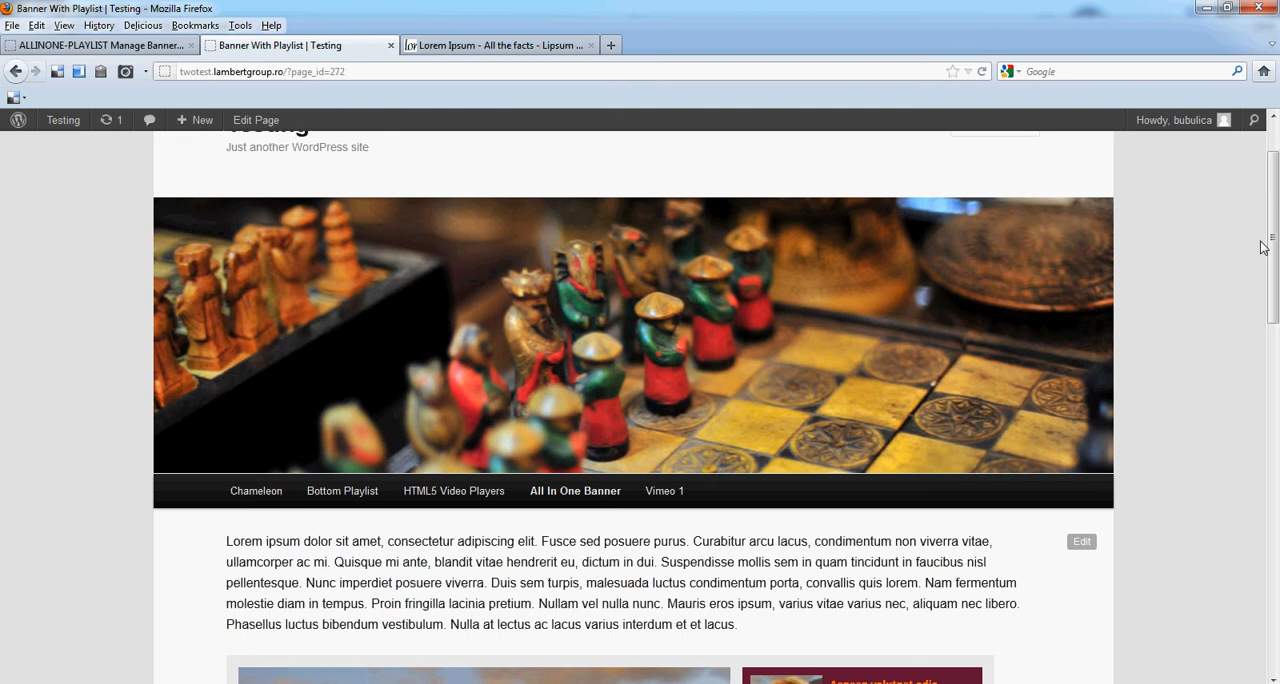 Banner With Playlist | Testing - Mozilla Firefox
File Edit View History Delicious Bookmarks Tools Help
ALLINONE-PLAYLIST Manage Banner... × Banner With Playlist | Testing × Lorem Ipsum - All the facts - Lipsum ... × +
twotest.lambertgroup.ro/?page_id=272 Google
Testing 1 + New Edit Page Howdy, bubulica
Just another WordPress site
Chameleon Bottom Playlist HTML5 Video Players All In One Banner Vimeo 1
Lorem ipsum dolor sit amet, consectetur adipiscing elit. Fusce sed posuere purus. Curabitur arcu lacus, condimentum non viverra vitae, Edit
ullamcorper ac mi. Quisque mi ante, blandit vitae hendrerit eu, dictum in dui. Suspendisse mollis sem in quam tincidunt in faucibus nisl
pellentesque. Nunc imperdiet posuere viverra. Duis sem turpis, malesuada luctus condimentum porta, convallis quis lorem. Nam fermentum
molestie diam in tempus. Proin fringilla lacinia pretium. Nullam vel nulla nunc. Mauris eros ipsum, varius vitae varius nec, aliquam nec libero.
Phasellus luctus bibendum vestibulum. Nulla at lectus ac lacus varius interdum et et lacus.